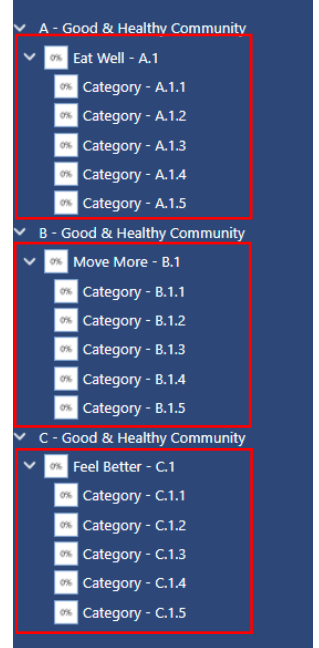 A - Good & Healthy Community
0% Eat Well - A.1
0% Category - A.1.1
0% Category - A.1.2
0% Category - A.1.3
0% Category - A.1.4
0% Category - A.1.5
B - Good & Healthy Community
0% Move More - B.1
0% Category - B.1.1
0% Category - B.1.2
0% Category - B.1.3
0% Category - B.1.4
0% Category - B.1.5
C - Good & Healthy Community
0% Feel Better - C.1
0% Category - C.1.1
0% Category - C.1.2
0% Category - C.1.3
0% Category - C.1.4
0% Category - C.1.5